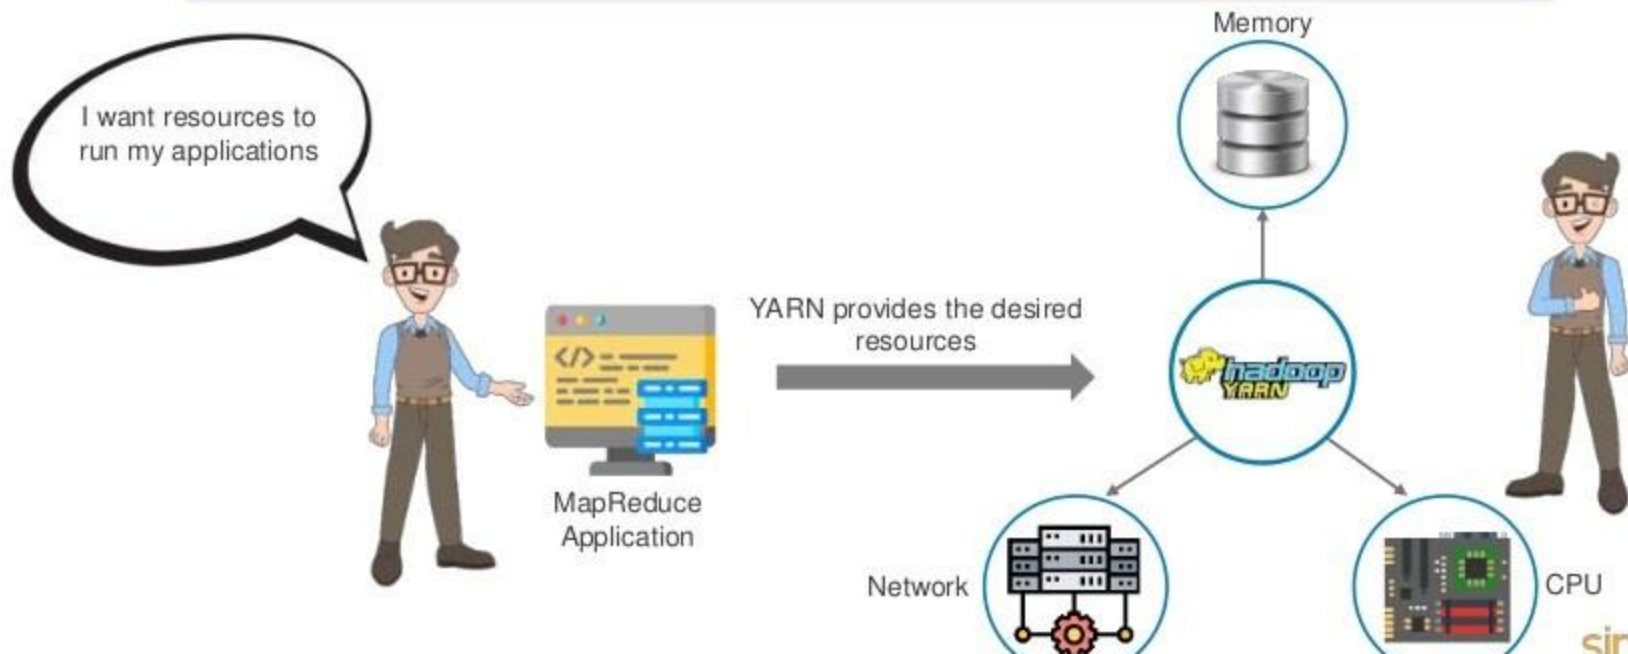 I want resources to
run my applications
MapReduce
Application
YARN provides the desired
resources
Memory
hadoop
YARN
Network
CPU